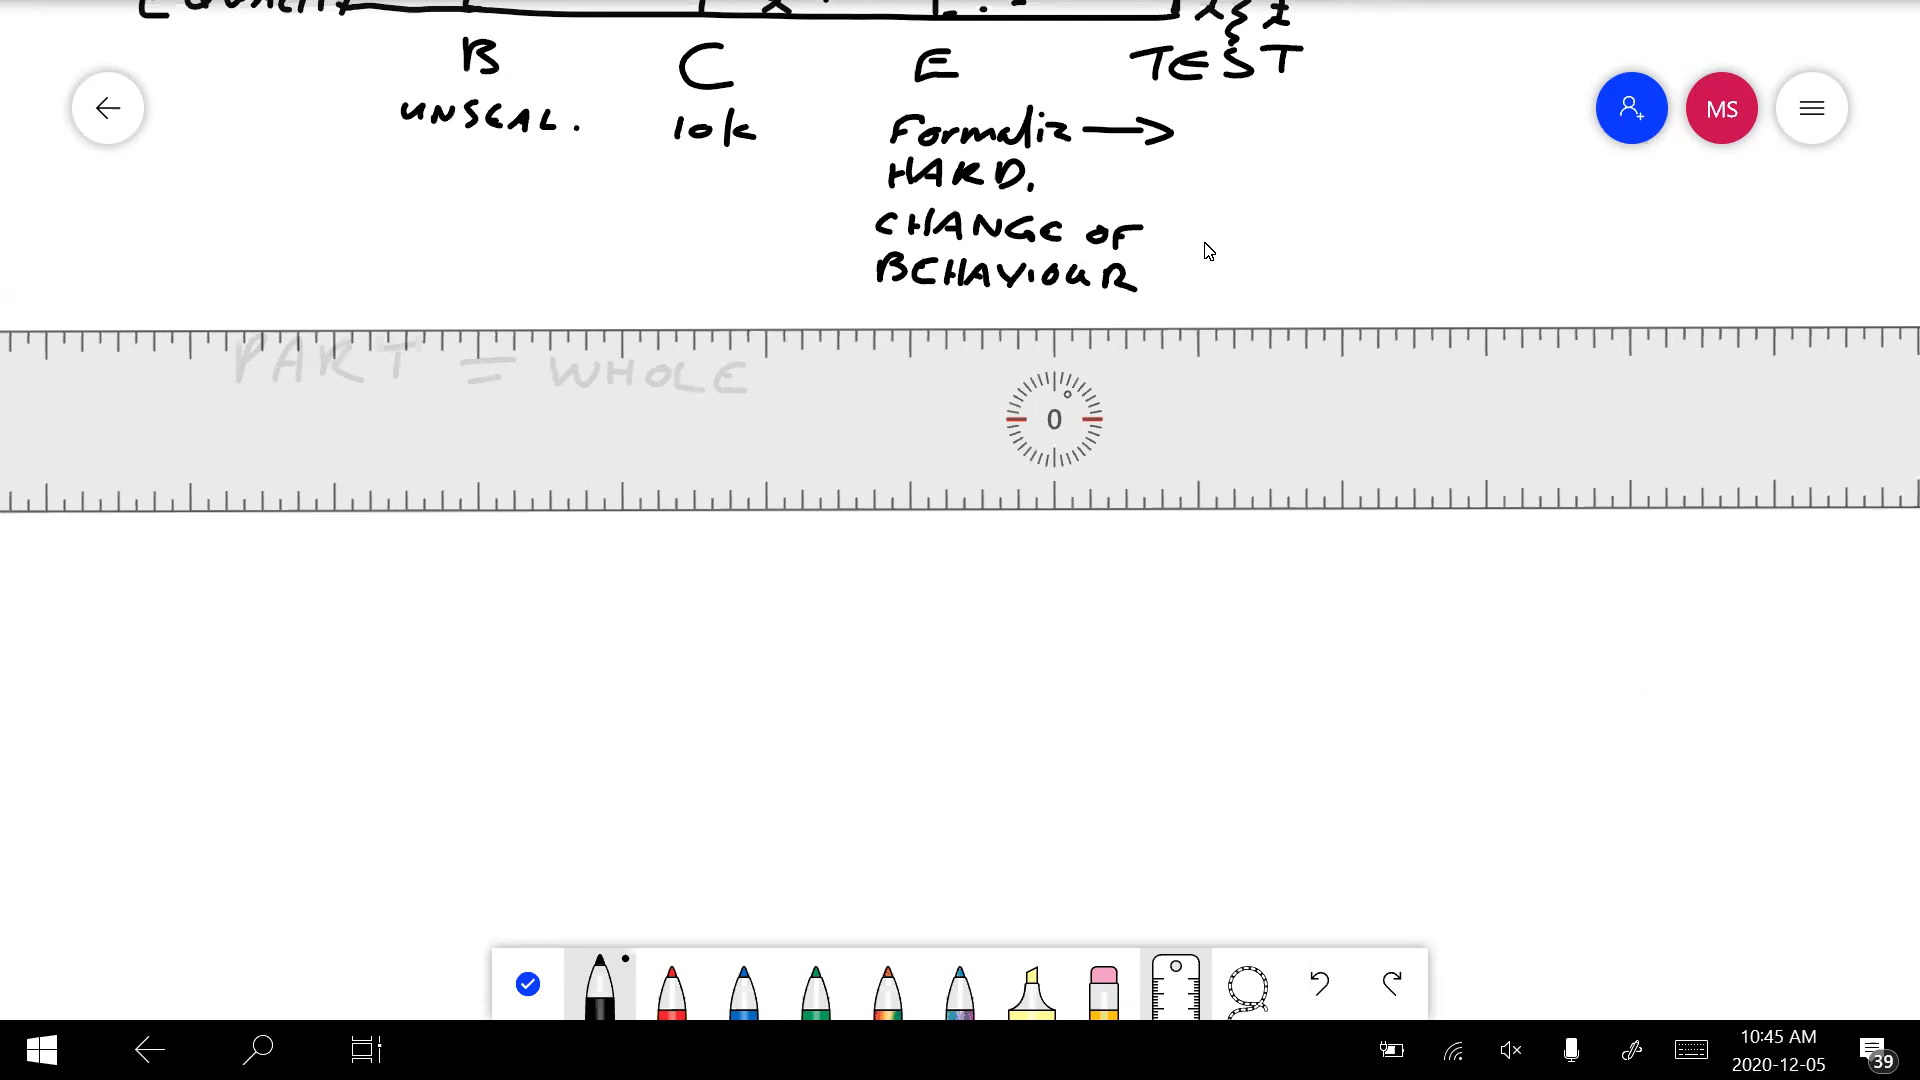 EQUALITY
B C E TEST
UNSCAL. 10k Formaliz →
HARD.
CHANGE OF
BEHAVIOUR
PART = WHOLE
MS
0°
10:45 AM
2020-12-05
39